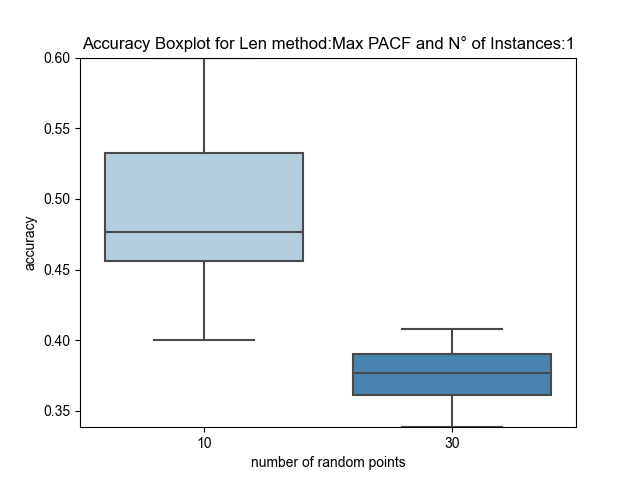 Accuracy Boxplot for Len method:Max PACF and N° of Instances:1
0.60
0.55
0.50
0.45
0.40
0.35
accuracy
10
30
number of random points